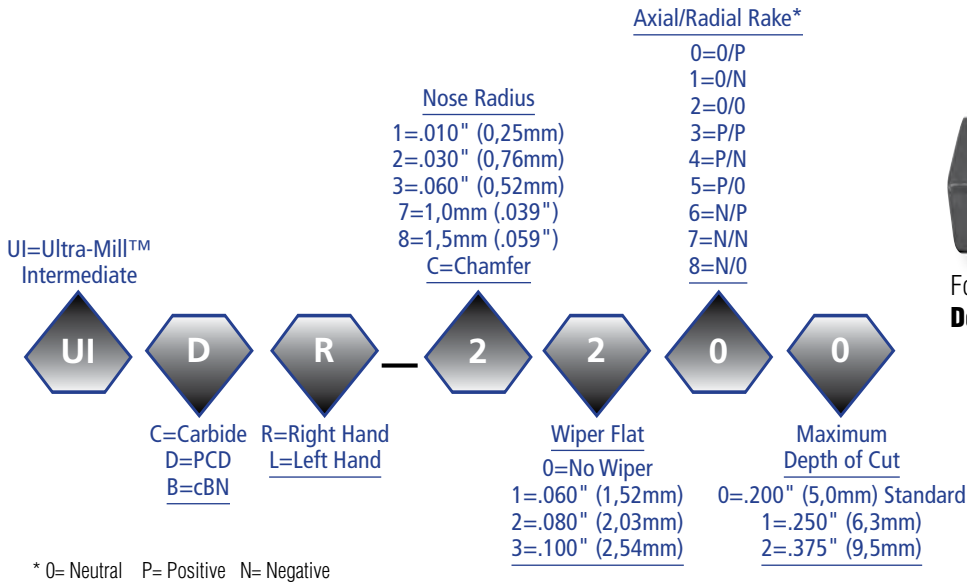 Axial/Radial Rake*
0=0/P
1=0/N
2=0/0
3=P/P
4=P/N
5=P/0
6=N/P
7=N/N
8=N/0
Nose Radius
1=.010" (0,25mm)
2=.030" (0,76mm)
3=.060" (0,52mm)
7=1,0mm (.039")
8=1,5mm (.059")
C=Chamfer
UI=Ultra-Mill™
Intermediate
UI D R — 2 2 0 0
C=Carbide
D=PCD
B=cBN
R=Right Hand
L=Left Hand
Wiper Flat
0=No Wiper
1=.060" (1,52mm)
2=.080" (2,03mm)
3=.100" (2,54mm)
Maximum
Depth of Cut
0=.200" (5,0mm) Standard
1=.250" (6,3mm)
2=.375" (9,5mm)
* 0= Neutral P= Positive N= Negative